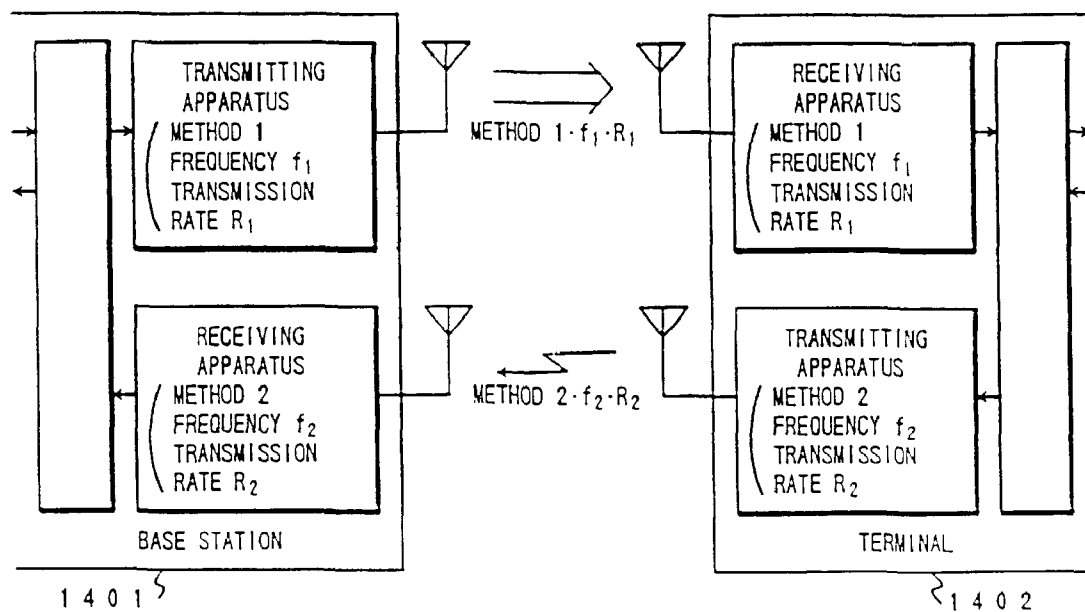 TRANSMITTING
APPARATUS
METHOD 1
FREQUENCY f₁
TRANSMISSION
RATE R₁
METHOD 1·f₁·R₁
RECEIVING
APPARATUS
METHOD 1
FREQUENCY f₁
TRANSMISSION
RATE R₁
RECEIVING
APPARATUS
METHOD 2
FREQUENCY f₂
TRANSMISSION
RATE R₂
METHOD 2·f₂·R₂
TRANSMITTING
APPARATUS
METHOD 2
FREQUENCY f₂
TRANSMISSION
RATE R₂
BASE STATION
TERMINAL
1401
1402